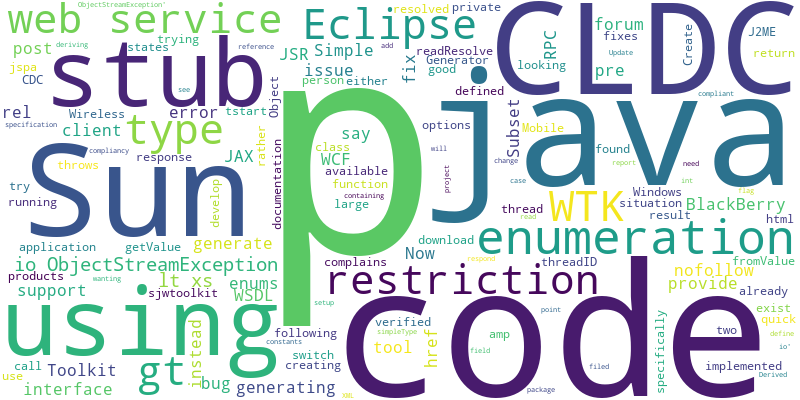 ObjectStreamException'
web service
Eclipse
resolved
private
CLDC
forum
J2ME
fixes
RPC
Create
return
Update
add
post
deriving
states
trying
reference
stub
JSR
Simple
readResolve
fix
issue
Generator
good
looking
pre
jspa
CDC
see
person
either
defined
compliant
rel
Wireless
error
tstart
Object
p
java
Subset
options
Mobile
specification
client
type
say
compliancy
response
JAX
rather
class
WCF
will
found
report
need
throws
Sun
available
change
try
function
project
case
int
flag
running
develop
documentation
containing
large
thread
WTK
Windows
situation
BlackBerry
read
result
html
application
getValue
generate
Now
download
enumeration
respond
io ObjectStreamException
complains
threadID
fromValue
products
lt xs
enums
restriction
nofollow
already
support
sjwtoolkit
WSDL
wanting
provide
using
setup
code
exist
quick
instead
following
verified
amp
point
two
define
simpleType
constants
switch
tool
href
field
io'
call
Toolkit
gt
creating
specifically
implemented
use
bug
generating
filed
Derived
interface
XML
package